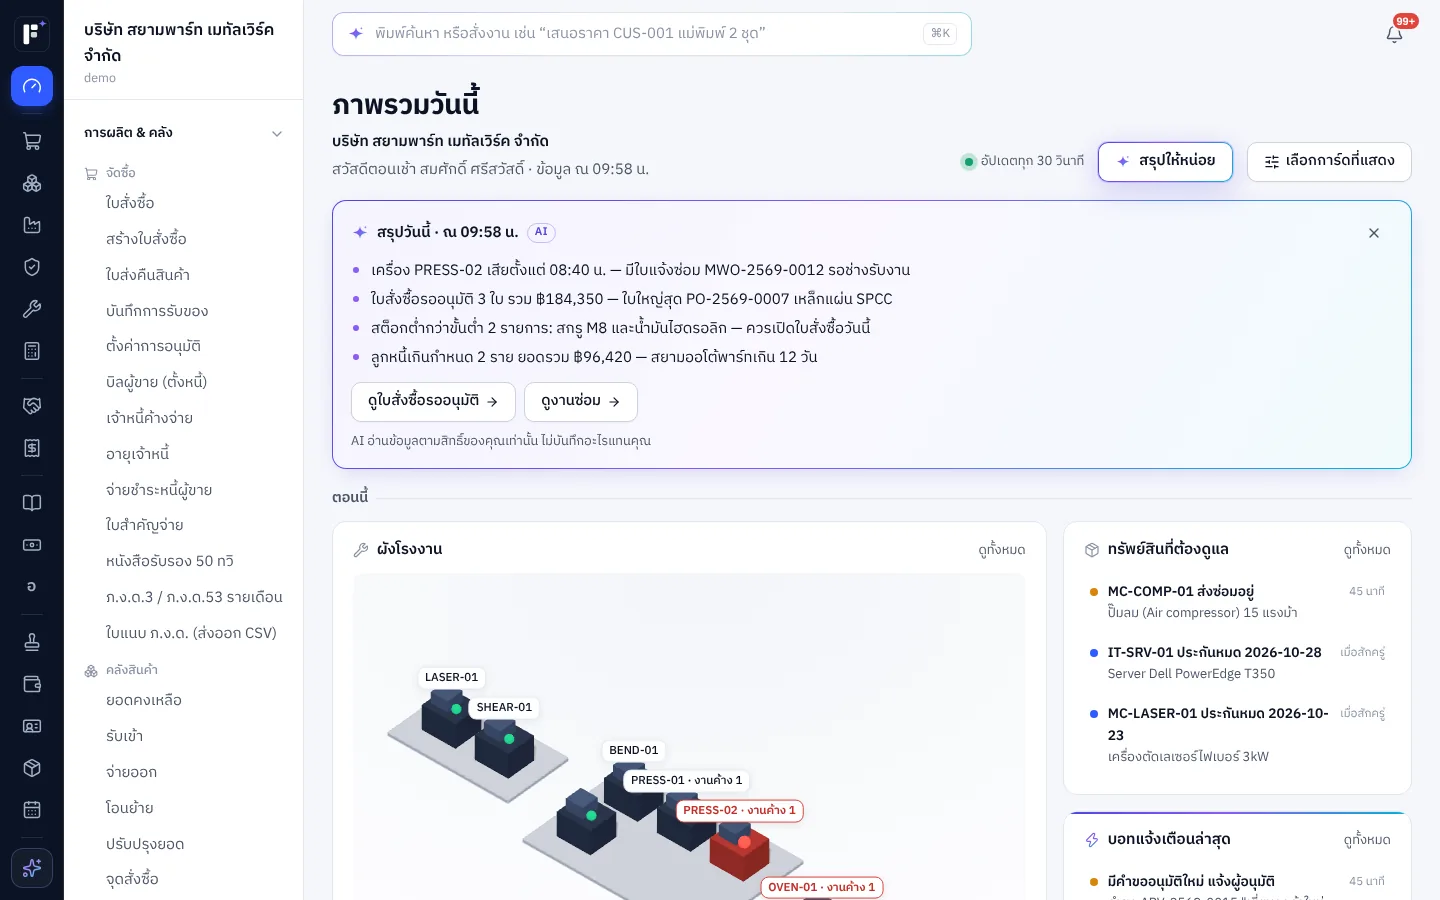 บริษัท สยามพาร์ท เมทัลเวิร์ค
จำกัด
demo
การผลิต & คลัง
จัดซื้อ
ใบสั่งซื้อ
สร้างใบสั่งซื้อ
ใบส่งคืนสินค้า
บันทึกการรับของ
ตั้งค่าการอนุมัติ
บิลผู้ขาย (ตั้งหนี้)
เจ้าหนี้ค้างจ่าย
อายุเจ้าหนี้
จ่ายชำระหนี้ผู้ขาย
ใบสำคัญจ่าย
หนังสือรับรอง 50 ทวิ
ภ.ง.ด.3 / ภ.ง.ด.53 รายเดือน
ใบแนบ ภ.ง.ด. (ส่งออก CSV)
คลังสินค้า
ยอดคงเหลือ
รับเข้า
จ่ายออก
โอนย้าย
ปรับปรุงยอด
จุดสั่งซื้อ
อ
พิมพ์ค้นหา หรือสั่งงาน เช่น “เสนอราคา CUS-001 แม่พิมพ์ 2 ชุด”
⌘K
99+
ภาพรวมวันนี้
บริษัท สยามพาร์ท เมทัลเวิร์ค จำกัด
สวัสดีตอนเช้า สมศักดิ์ ศรีสวัสดิ์ · ข้อมูล ณ 09:58 น.
อัปเดตทุก 30 วินาที
สรุปให้หน่อย
เลือกการ์ดที่แสดง
สรุปวันนี้ · ณ 09:58 น. AI
เครื่อง PRESS-02 เสียตั้งแต่ 08:40 น. — มีใบแจ้งซ่อม MWO-2569-0012 รอช่างรับงาน
ใบสั่งซื้อรออนุมัติ 3 ใบ รวม ฿184,350 — ใบใหญ่สุด PO-2569-0007 เหล็กแผ่น SPCC
สต็อกต่ำกว่าขั้นต่ำ 2 รายการ: สกรู M8 และน้ำมันไฮดรอลิก — ควรเปิดใบสั่งซื้อวันนี้
ลูกหนี้เกินกำหนด 2 ราย ยอดรวม ฿96,420 — สยามออโต้พาร์ทเกิน 12 วัน
ดูใบสั่งซื้อรออนุมัติ →
ดูงานซ่อม →
AI อ่านข้อมูลตามสิทธิ์ของคุณเท่านั้น ไม่บันทึกอะไรแทนคุณ
ตอนนี้
ผังโรงงาน
ดูทั้งหมด
LASER-01
SHEAR-01
BEND-01
PRESS-01 · งานค้าง 1
PRESS-02 · งานค้าง 1
OVEN-01 · งานค้าง 1
ทรัพย์สินที่ต้องดูแล
ดูทั้งหมด
MC-COMP-01 ส่งซ่อมอยู่
45 นาที
ปั๊มลม (Air compressor) 15 แรงม้า
IT-SRV-01 ประกันหมด 2026-10-28
เมื่อสักครู่
Server Dell PowerEdge T350
MC-LASER-01 ประกันหมด 2026-10-
23
เมื่อสักครู่
เครื่องตัดเลเซอร์ไฟเบอร์ 3kW
บอทแจ้งเตือนล่าสุด
ดูทั้งหมด
มีคำขออนุมัติใหม่ แจ้งผู้อนุมัติ
45 นาที